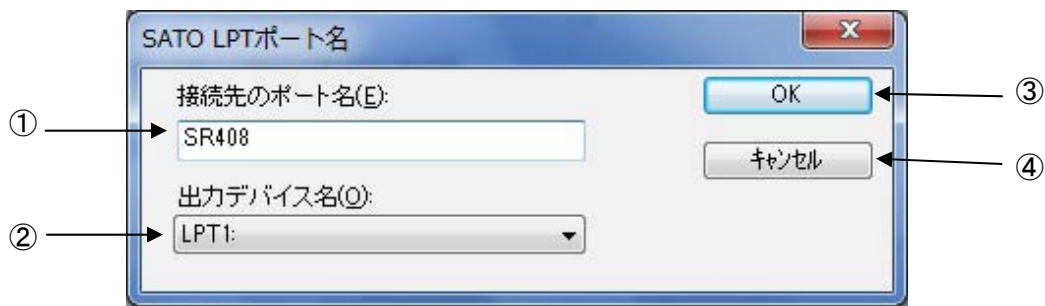 SATO LPTポート名
接続先のポート名(E):
OK
③
①
SR408
キャンセル
④
出力デバイス名(O):
②
LPT1: